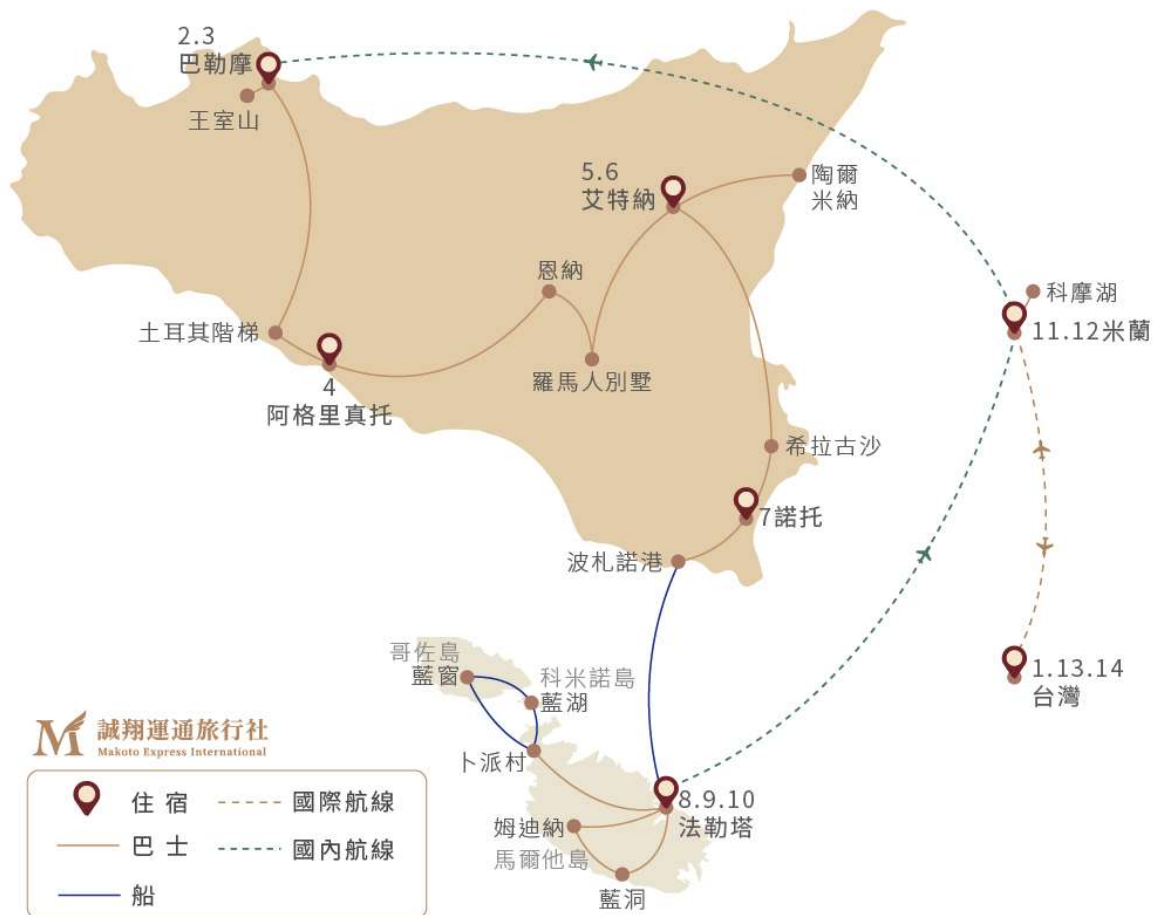 2.3
巴勒摩
王室山
5.6
艾特納
陶爾
米納
恩納
科摩湖
土耳其階梯
11.12米蘭
4
阿格里真托
羅馬人別墅
希拉古沙
7諾托
波札諾港
哥佐島
藍窗
科米諾島
藍湖
1.13.14
台灣
卜派村
8.9.10
法勒塔
姆迪納
馬爾他島
藍洞
誠翔運通旅行社
Makoto Express International
住宿
國際航線
巴士
國內航線
船